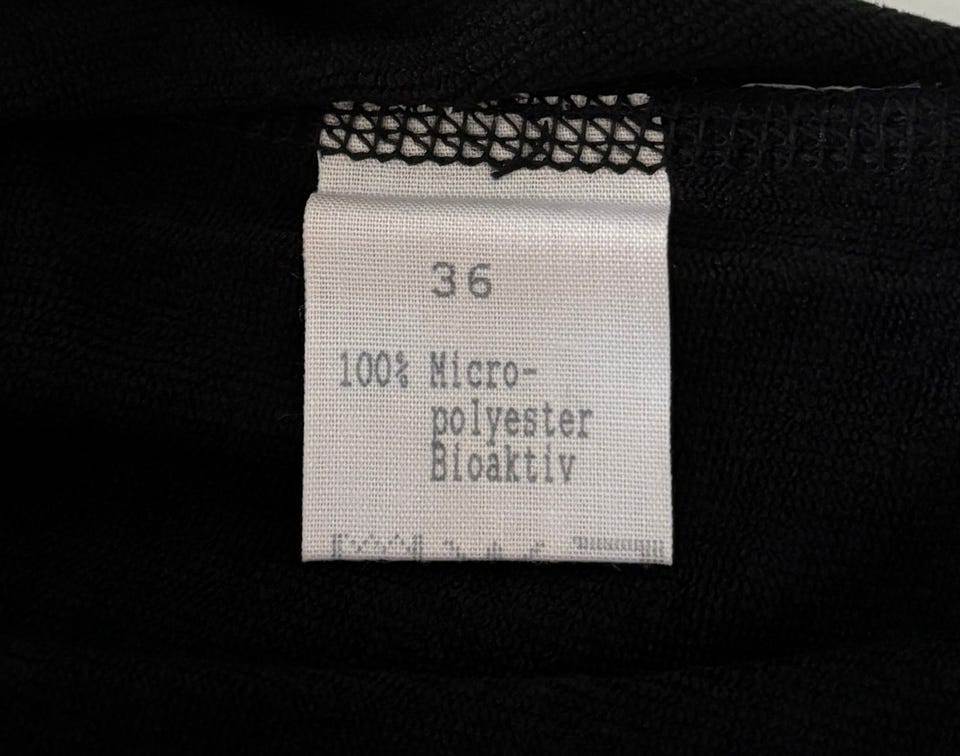 36
100% Micro-
polyester
Bioaktiv